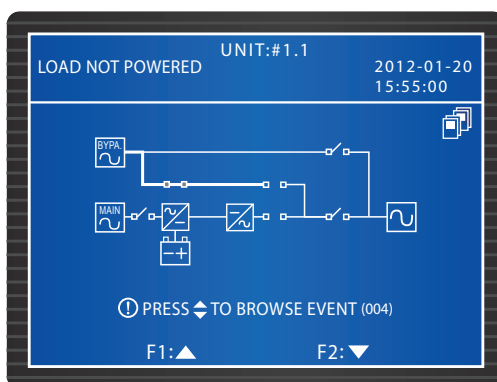 UNIT:#1.1
LOAD NOT POWERED
2012-01-20
15:55:00
BYPA.
MAIN
! PRESS TO BROWSE EVENT (004)
F1: F2: